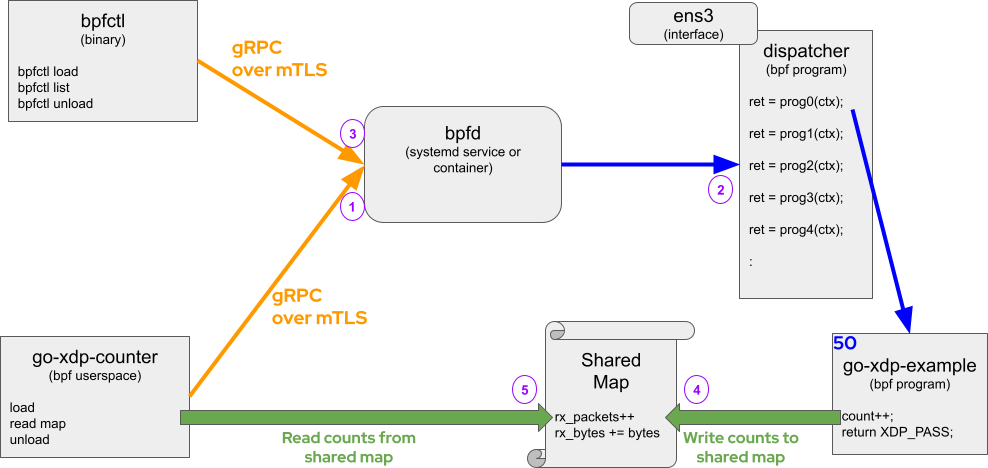 bpfctl
(binary)
bpfctl load
bpfctl list
bpfctl unload
gRPC
over mTLS
3
1
bpfd
(systemd service or
container)
2
ens3
(interface)
dispatcher
(bpf program)
ret = prog0(ctx);
ret = prog1(ctx);
ret = prog2(ctx);
ret = prog3(ctx);
ret = prog4(ctx);
:
gRPC
over mTLS
go-xdp-counter
(bpf userspace)
load
read map
unload
5
Read counts from
shared map
Shared
Map
rx_packets++
rx_bytes += bytes
4
Write counts to
shared map
50
go-xdp-example
(bpf program)
count++;
return XDP_PASS;